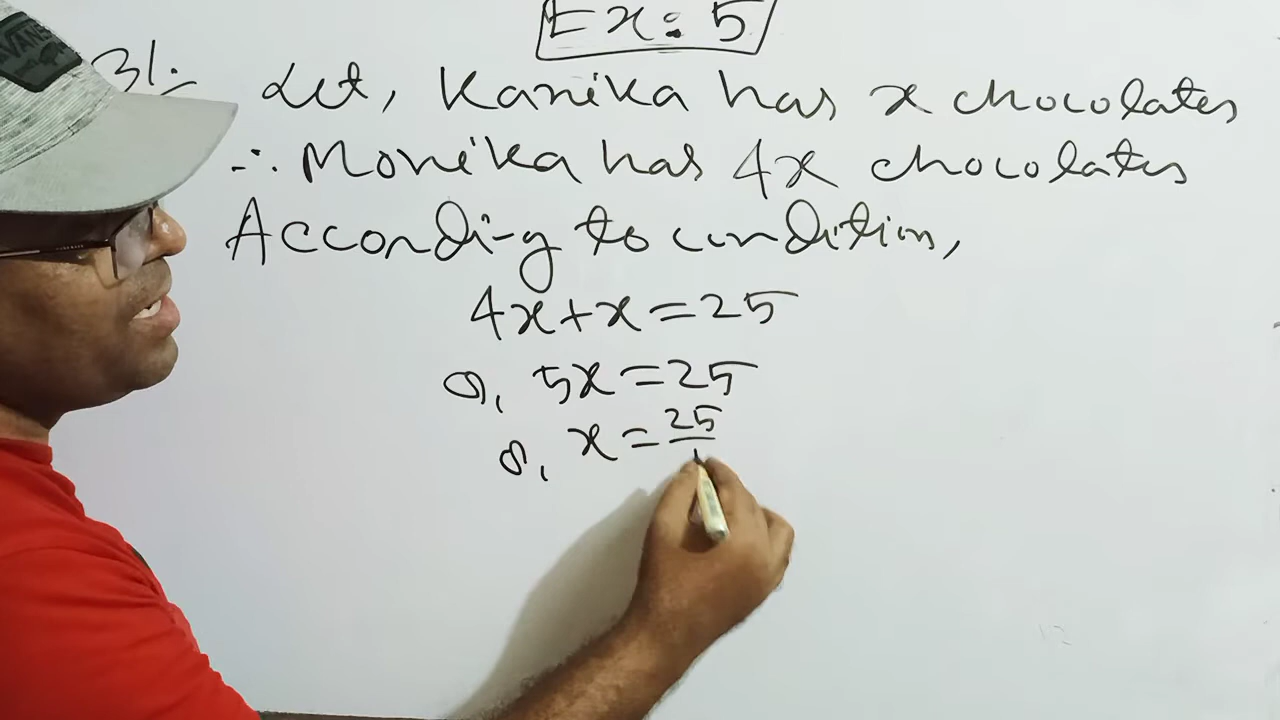 Ex: 5
31:- Let, Kanika has x chocolates
∴ Monika has 4x chocolates
According to condition,
4x+x=25
or, 5x=25
or, x=25/